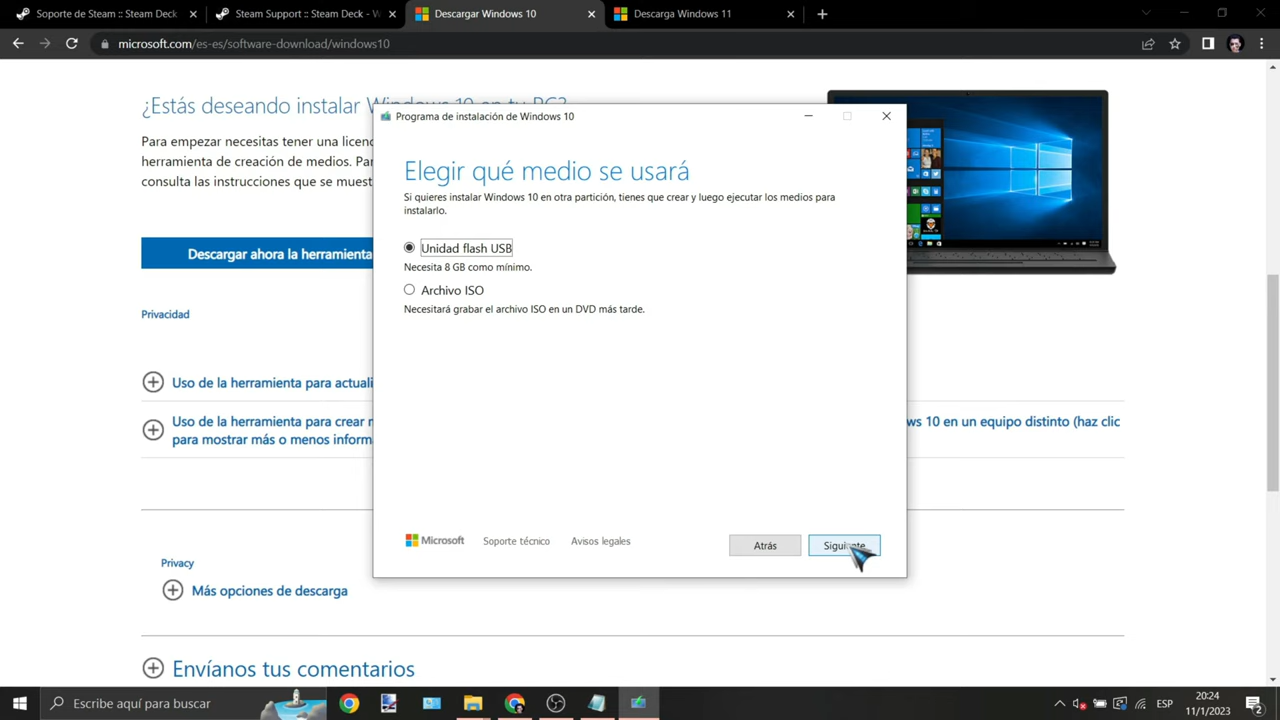 Soporte de Steam :: Steam Deck
Steam Support :: Steam Deck - W
Descargar Windows 10
Descarga Windows 11
microsoft.com/es-es/software-download/windows10
¿Estás deseando instalar Windows 10 en tu PC?
Para empezar necesitas tener una licenc
herramienta de creación de medios. Par
consulta las instrucciones que se muest
Descargar ahora la herramienta
Privacidad
Uso de la herramienta para actuali
Uso de la herramienta para crear r
ws 10 en un equipo distinto (haz clic
para mostrar más o menos inform
Privacy
Más opciones de descarga
Envíanos tus comentarios
Programa de instalación de Windows 10
Elegir qué medio se usará
Si quieres instalar Windows 10 en otra partición, tienes que crear y luego ejecutar los medios para
instalarlo.
Unidad flash USB
Necesita 8 GB como mínimo.
Archivo ISO
Necesitará grabar el archivo ISO en un DVD más tarde.
Microsoft
Soporte técnico
Avisos legales
Atrás
Siguiente
Escribe aquí para buscar
ESP
20:24
11/1/2023
2